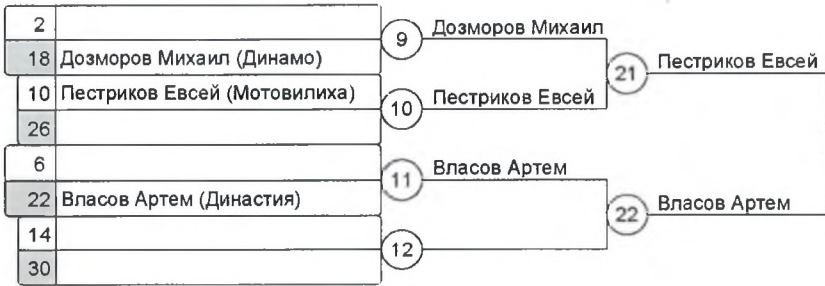 2
9 Дозморов Михаил
18 Дозморов Михаил (Динамо)
21 Пестриков Евсей
10 Пестриков Евсей (Мотовилиха)
10 Пестриков Евсей
26
6
11 Власов Артем
22 Власов Артем (Династия)
22 Власов Артем
14
12
30